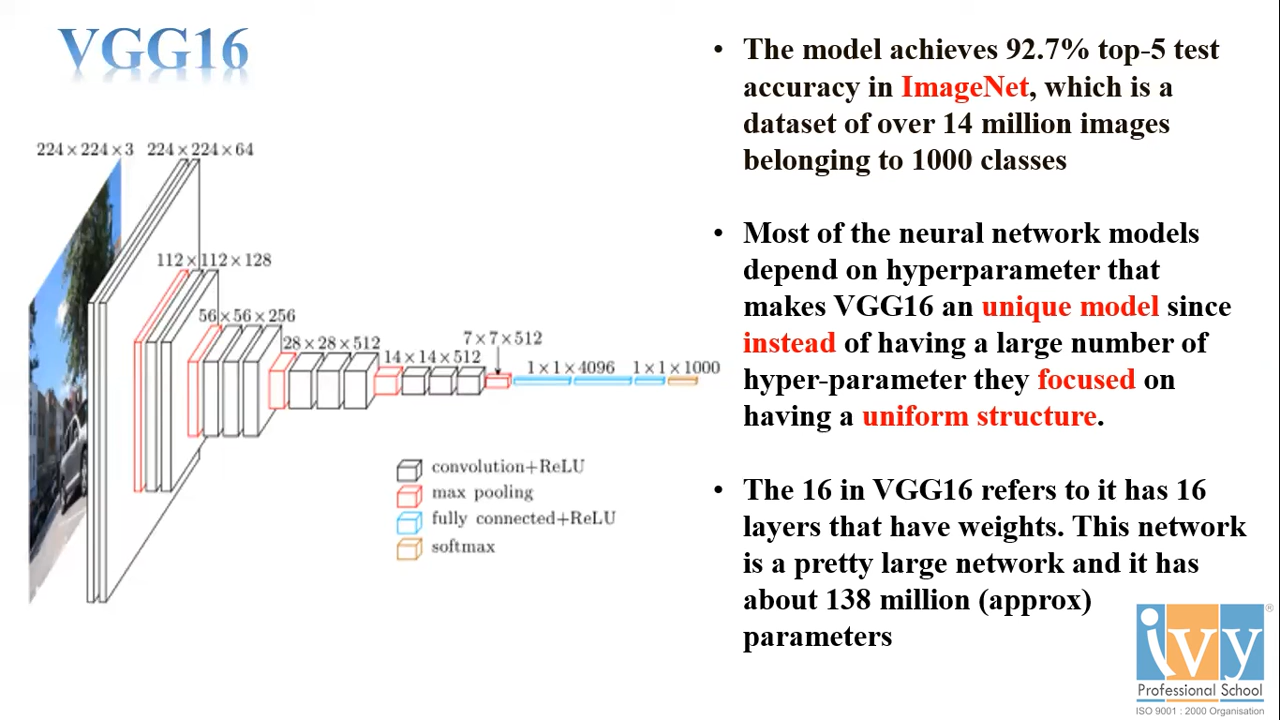 VGG16
224×224×3 224×224×64
112×112×128
56×56×256
28×28×512
14×14×512
7×7×512
1×1×4096 1×1×1000
convolution+ReLU
max pooling
fully connected+ReLU
softmax
• The model achieves 92.7% top-5 test
accuracy in ImageNet, which is a
dataset of over 14 million images
belonging to 1000 classes
• Most of the neural network models
depend on hyperparameter that
makes VGG16 an unique model since
instead of having a large number of
hyper-parameter they focused on
having a uniform structure.
• The 16 in VGG16 refers to it has 16
layers that have weights. This network
is a pretty large network and it has
about 138 million (approx)
parameters
ivy ®
Professional School
ISO 9001 : 2000 Organisation